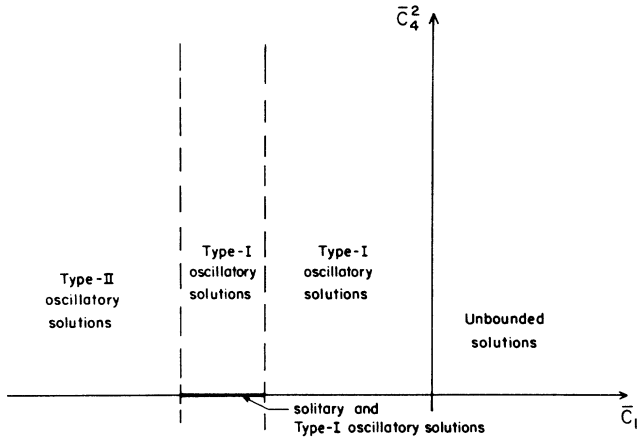 C̄₄²
Type-I
oscillatory
solutions
Type-I
oscillatory
solutions
Type-II
oscillatory
solutions
Unbounded
solutions
solitary and
Type-I oscillatory solutions
C̄₁